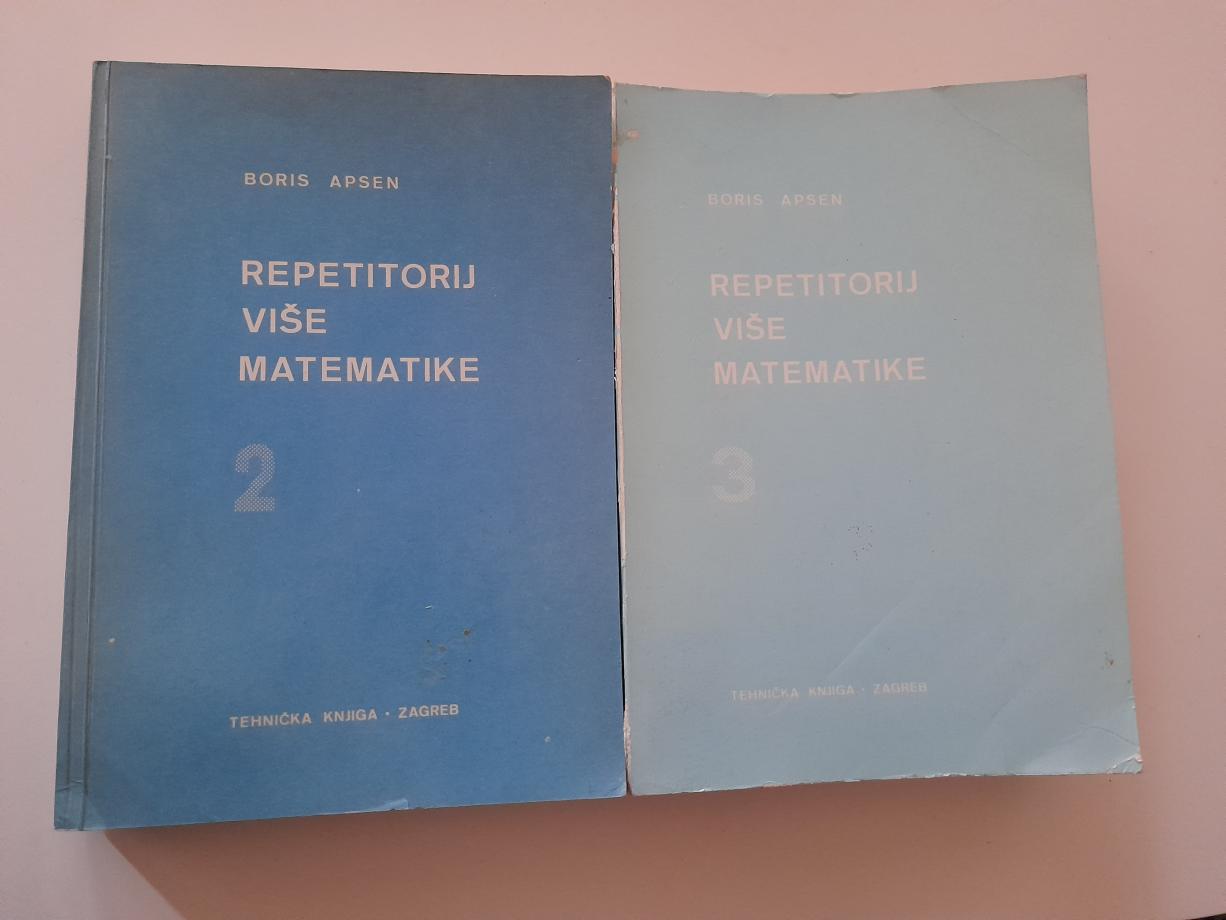 BORIS APSEN
REPETITORIJ
VIŠE
MATEMATIKE
2
TEHNIČKA KNJIGA · ZAGREB
BORIS APSEN
REPETITORIJ
VIŠE
MATEMATIKE
3
TEHNIČKA KNJIGA · ZAGREB